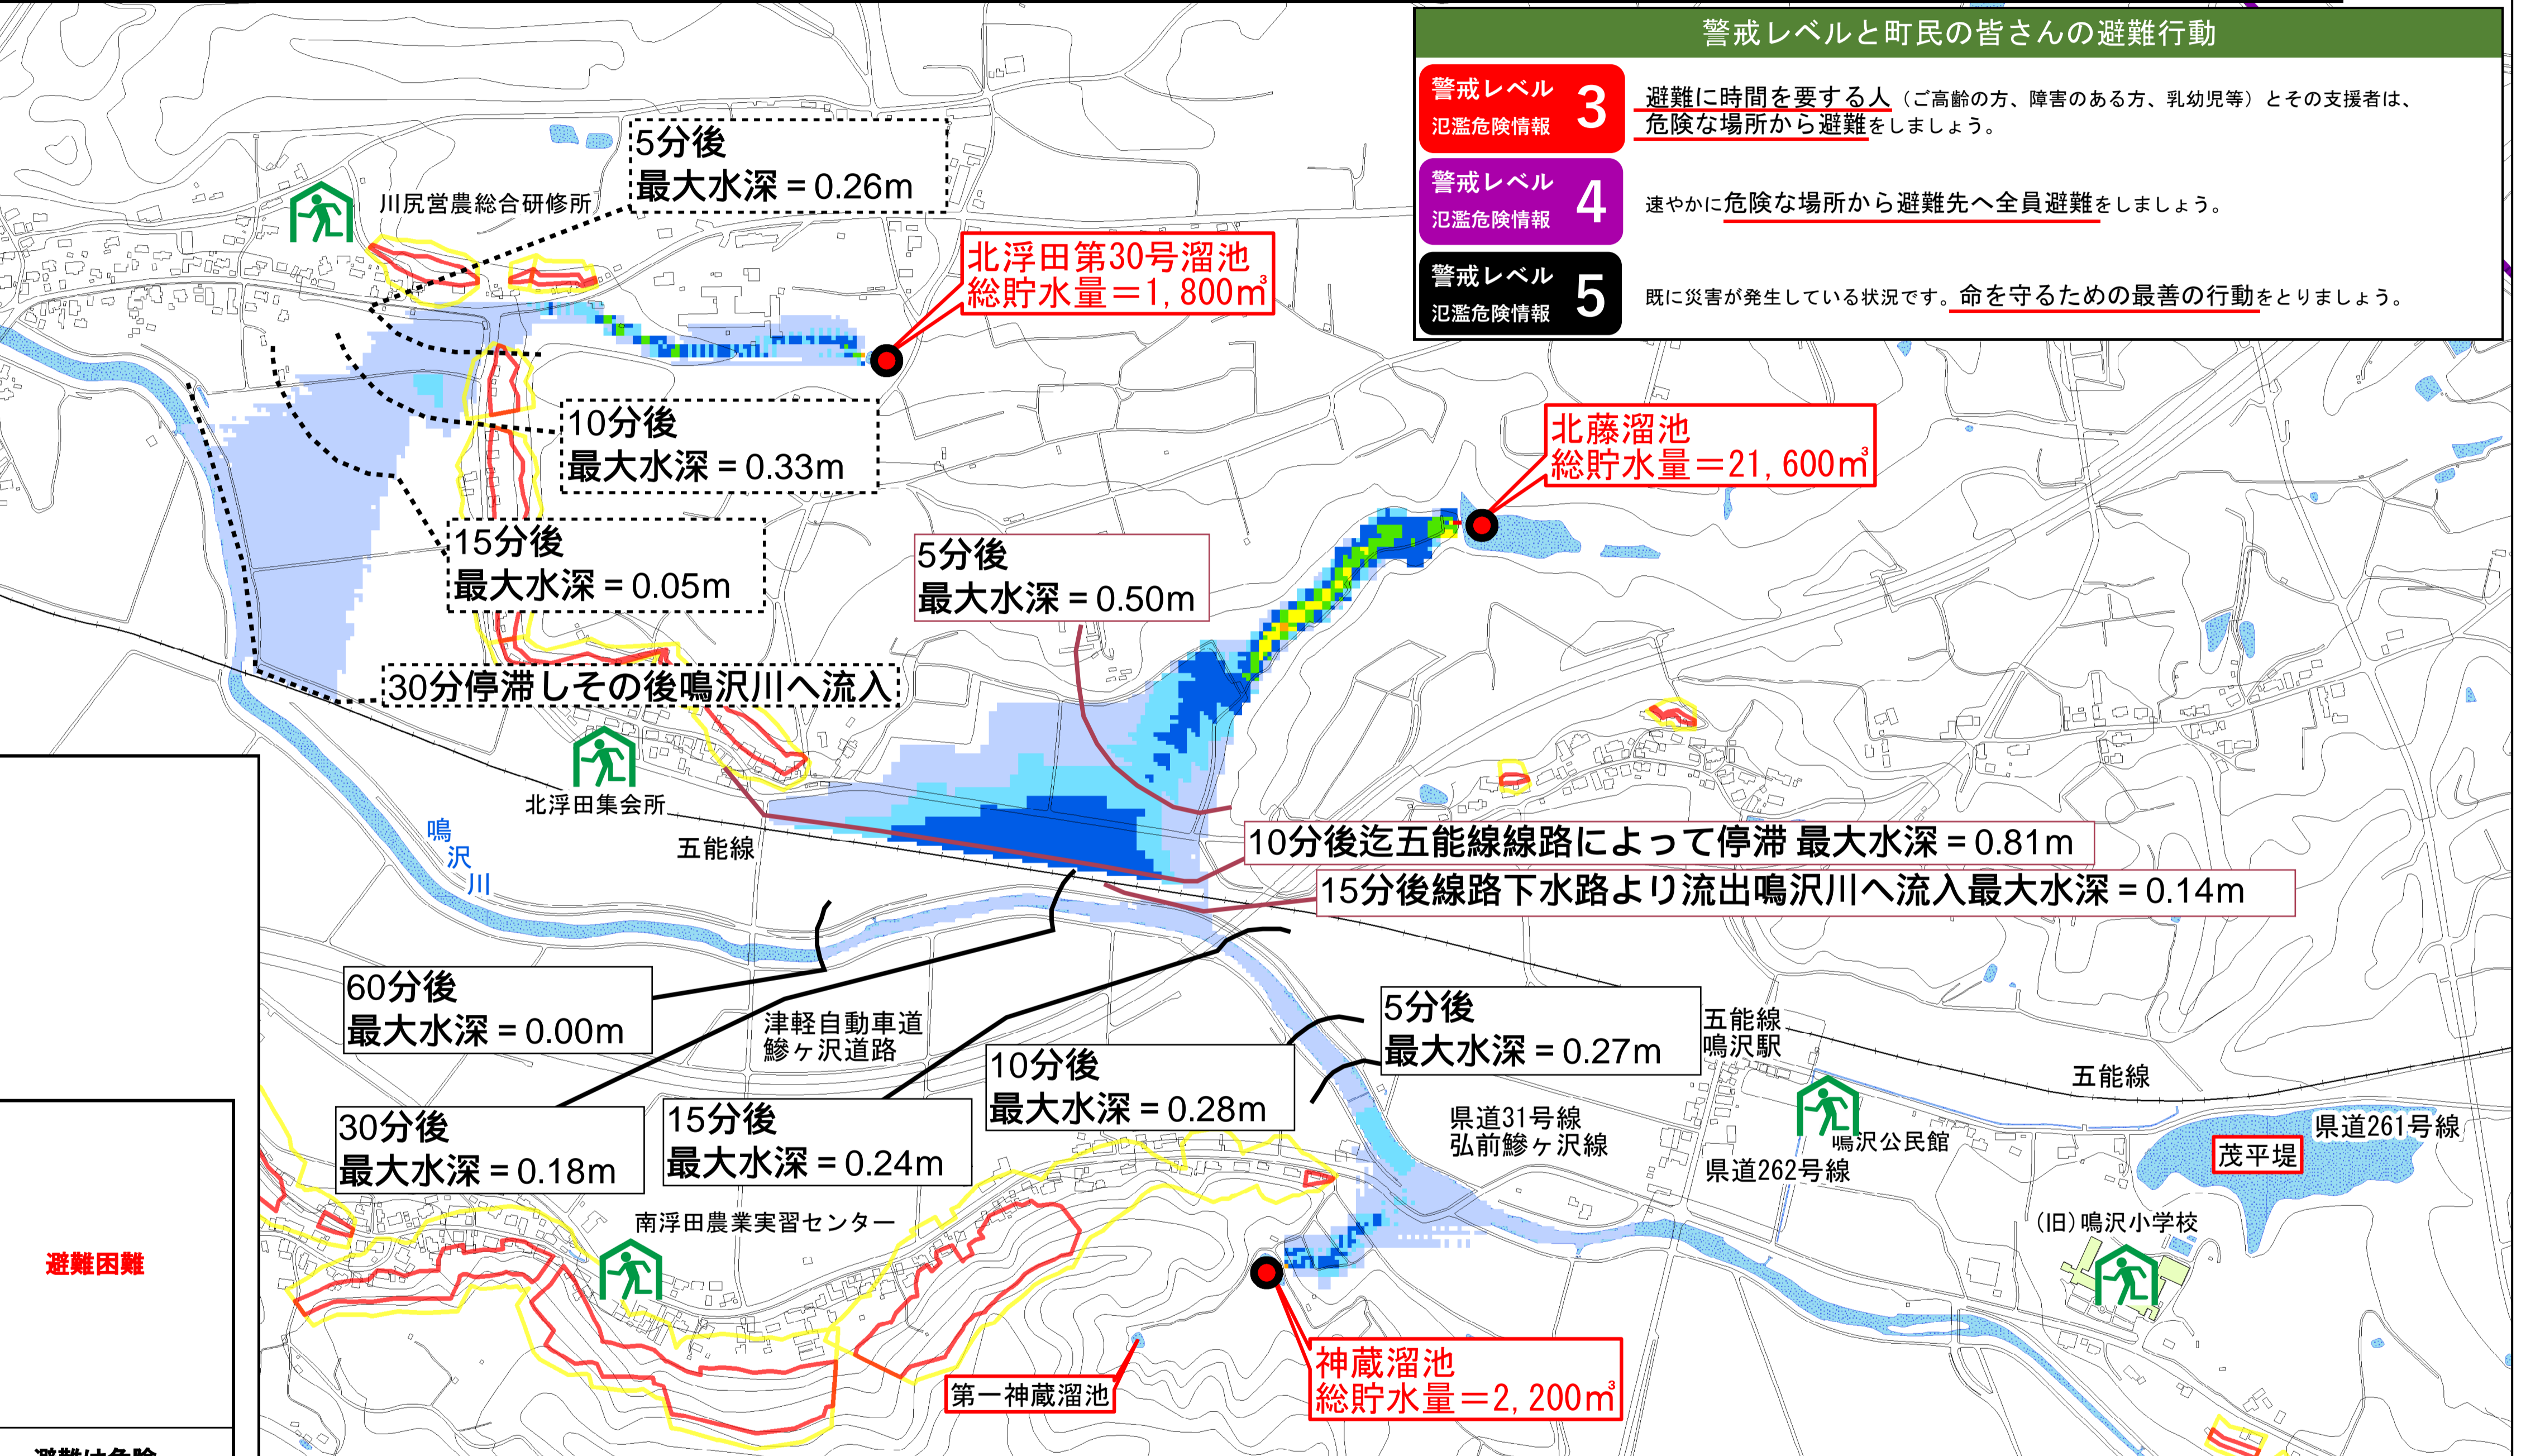 警戒レベルと町民の皆さんの避難行動
警戒レベル
氾濫危険情報
3
避難に時間を要する人（ご高齢の方、障害のある方、乳幼児等）とその支援者は、
危険な場所から避難をしましょう。
警戒レベル
氾濫危険情報
4
速やかに危険な場所から避難先へ全員避難をしましょう。
警戒レベル
氾濫危険情報
5
既に災害が発生している状況です。命を守るための最善の行動をとりましょう。
5分後
最大水深＝0.26m
川尻営農総合研修所
北浮田第30号溜池
総貯水量＝1,800㎥
10分後
最大水深＝0.33m
北藤溜池
総貯水量＝21,600㎥
15分後
最大水深＝0.05m
5分後
最大水深＝0.50m
30分停滞しその後鳴沢川へ流入
北浮田集会所
鳴
沢
川
五能線
10分後迄五能線線路によって停滞 最大水深＝0.81m
15分後線路下水路より流出鳴沢川へ流入最大水深＝0.14m
60分後
最大水深＝0.00m
津軽自動車道
鰺ヶ沢道路
5分後
最大水深＝0.27m
五能線
鳴沢駅
五能線
10分後
最大水深＝0.28m
30分後
最大水深＝0.18m
15分後
最大水深＝0.24m
県道31号線
弘前鰺ヶ沢線
鳴沢公民館
県道262号線
県道261号線
茂平堤
南浮田農業実習センター
(旧)鳴沢小学校
避難困難
第一神蔵溜池
神蔵溜池
総貯水量＝2,200㎥